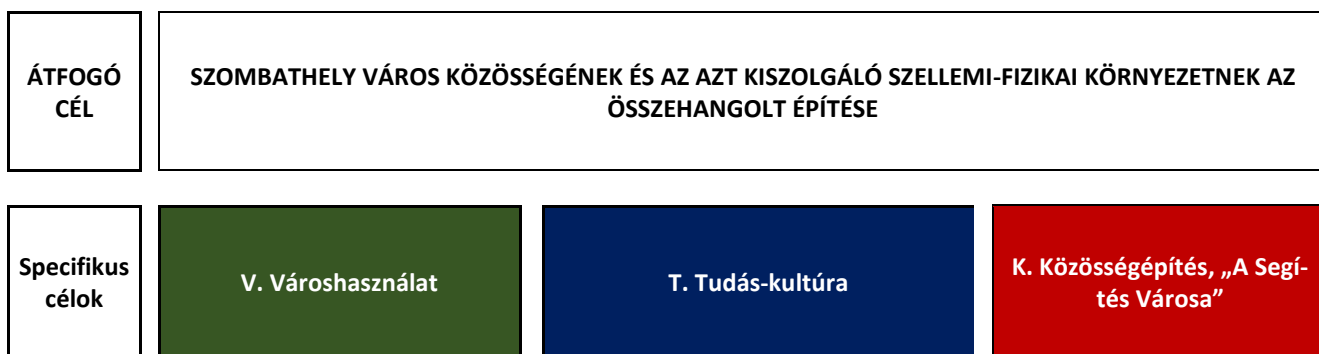 ÁTFOGÓ
CÉL
SZOMBATHELY VÁROS KÖZÖSSÉGÉNEK ÉS AZ AZT KISZOLGÁLÓ SZELLEMI-FIZIKAI KÖRNYEZETNEK AZ
ÖSSZEHANGOLT ÉPÍTÉSE
Specifikus
célok
V. Városhasználat
T. Tudás-kultúra
K. Közösségépítés, „A Segí-
tés Városa”